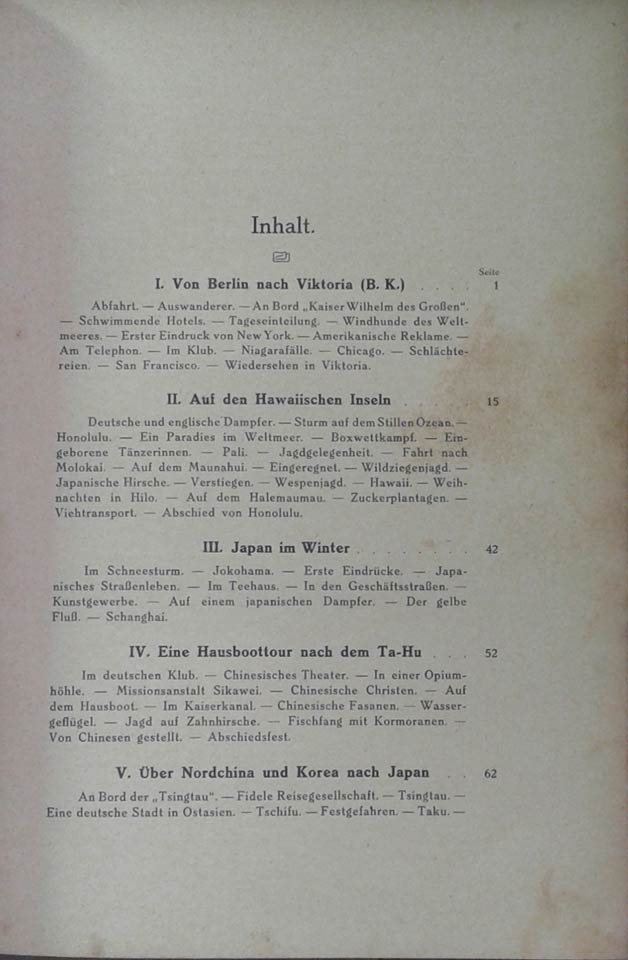 Inhalt.
Seite
I. Von Berlin nach Viktoria (B. K.) . . . . 1
Abfahrt. — Auswanderer. — An Bord „Kaiser Wilhelm des Großen“.
— Schwimmende Hotels. — Tageseinteilung. — Windhunde des Welt-
meeres. — Erster Eindruck von New York. — Amerikanische Reklame. —
Am Telephon. — Im Klub. — Niagarafälle. — Chicago. — Schlächte-
reien. — San Francisco. — Wiedersehen in Viktoria.
II. Auf den Hawaiischen Inseln . . . . 15
Deutsche und englische Dampfer. — Sturm auf dem Stillen Ozean. —
Honolulu. — Ein Paradies im Weltmeer. — Boxwettkampf. — Ein-
geborene Tänzerinnen. — Pali. — Jagdgelegenheit. — Fahrt nach
Molokai. — Auf dem Maunahui. — Eingeregnet. — Wildziegenjagd. —
Japanische Hirsche. — Verstiegen. — Wespenjagd. — Hawaii. — Weih-
nachten in Hilo. — Auf dem Halemaumau. — Zuckerplantagen. —
Viehtransport. — Abschied von Honolulu.
III. Japan im Winter . . . . . . . . 42
Im Schneesturm. — Jokohama. — Erste Eindrücke. — Japa-
nisches Straßenleben. — Im Teehaus. — In den Geschäftsstraßen. —
Kunstgewerbe. — Auf einem japanischen Dampfer. — Der gelbe
Fluß. — Schanghai.
IV. Eine Hausboottour nach dem Ta-Hu . . . 52
Im deutschen Klub. — Chinesisches Theater. — In einer Opium-
höhle. — Missionsanstalt Sikawei. — Chinesische Christen. — Auf
dem Hausboot. — Im Kaiserkanal. — Chinesische Fasanen. — Wasser-
geflügel. — Jagd auf Zahnhirsche. — Fischfang mit Kormoranen. —
Von Chinesen gestellt. — Abschiedsfest.
V. Über Nordchina und Korea nach Japan . . 62
An Bord der „Tsingtau“. — Fidele Reisegesellschaft. — Tsingtau. —
Eine deutsche Stadt in Ostasien. — Tschifu. — Festgefahren. — Taku. —